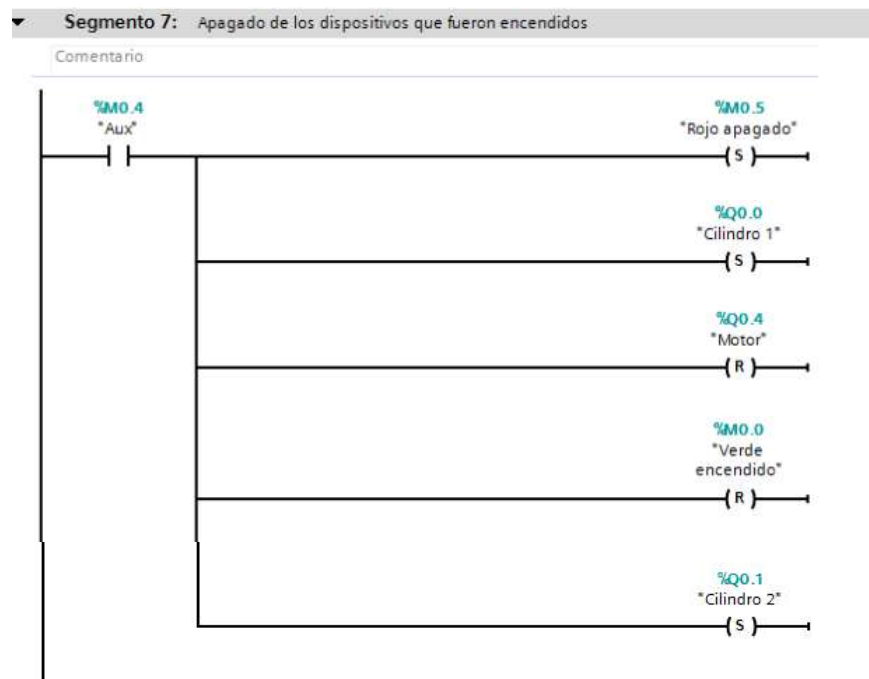 Segmento 7: Apagado de los dispositivos que fueron encendidos
Comentario
%M0.4
"Aux"
%M0.5
"Rojo apagado"
S
%Q0.0
"Cilindro 1"
S
%Q0.4
"Motor"
R
%M0.0
"Verde
encendido"
R
%Q0.1
"Cilindro 2"
S